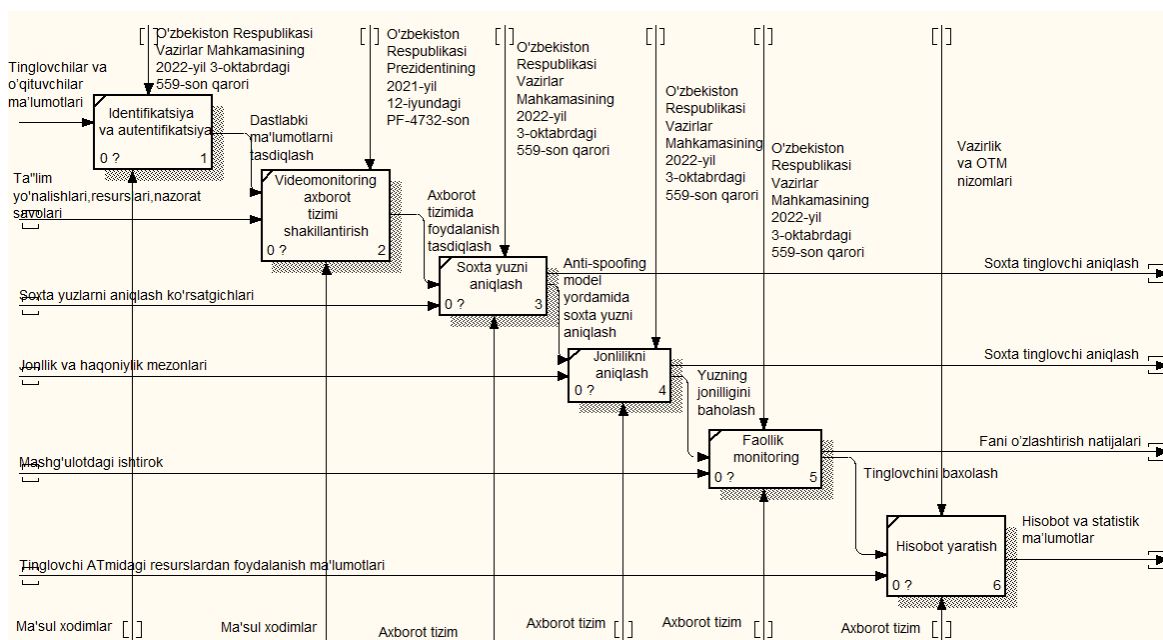 O'zbekiston Respublikasi
Vazirlar Mahkamasining
2022-yil 3-oktabrdagi
559-son qarori
O'zbekiston
Respublikasi
Prezidentining
2021-yil
12-iyundagi
PF-4732-son
O'zbekiston
Respublikasi
Vazirlar
Mahkamasining
2022-yil
3-oktabrdagi
559-son qarori
O'zbekiston
Respublikasi
Vazirlar
Mahkamasining
2022-yil
3-oktabrdagi
559-son qarori
O'zbekiston
Respublikasi
Vazirlar
Mahkamasining
2022-yil
3-oktabrdagi
559-son qarori
Vazirlik
va OTM
nizomlari
Tinglovchilar va
o'qituvchilar
ma'lumotlari
Identifikatsiya
va autentifikatsiya
0 ? 1
Dastlabki
ma'lumotlarni
tasdiqlash
Ta''lim
yo'nalishlari,resurslari,nazorat
savolari
Videomonitoring
axborot
tizimi
shakillantirish
0 ? 2
Axborot
tizimida
foydalanish
tasdiqlash
Soxta yuzni
aniqlash
0 ? 3
Anti-spoofing
model
yordamida
soxta yuzni
aniqlash
Soxta tinglovchi aniqlash
Soxta yuzlarni aniqlash ko'rsatgichlari
Jonlilikni
aniqlash
0 ? 4
Soxta tinglovchi aniqlash
Jonllik va haqoniylik mezonlari
Yuzning
jonilligini
baholash
Faollik
monitoring
0 ? 5
Fani o'zlashtirish natijalari
Mashg'ulotdagi ishtirok
Tinglovchini baxolash
Hisobot yaratish
0 ? 6
Hisobot va statistik
ma'lumotlar
Tinglovchi ATmidagi resurslardan foydalanish ma'lumotlari
Ma'sul xodimlar
Ma'sul xodimlar
Axborot tizim
Axborot tizim
Axborot tizim
Axborot tizim